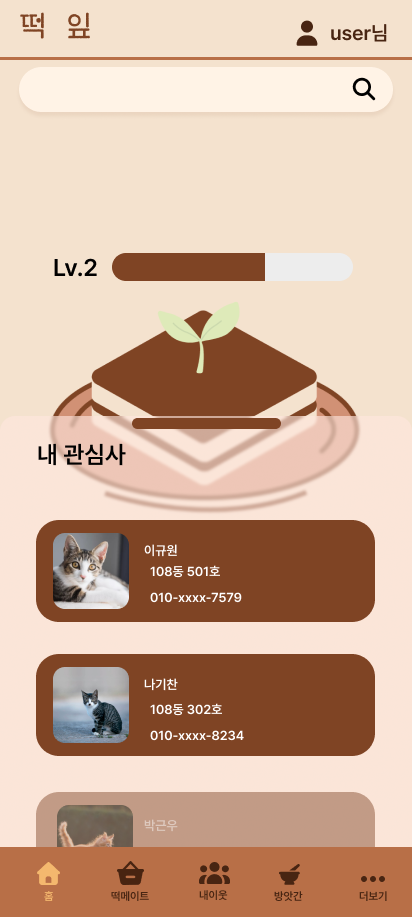 떡 잎
user님
Lv.2
내 관심사
이규원
108동 501호
010-xxxx-7579
나기찬
108동 302호
010-xxxx-8234
박근우
홈
떡메이트
내이웃
방앗간
더보기